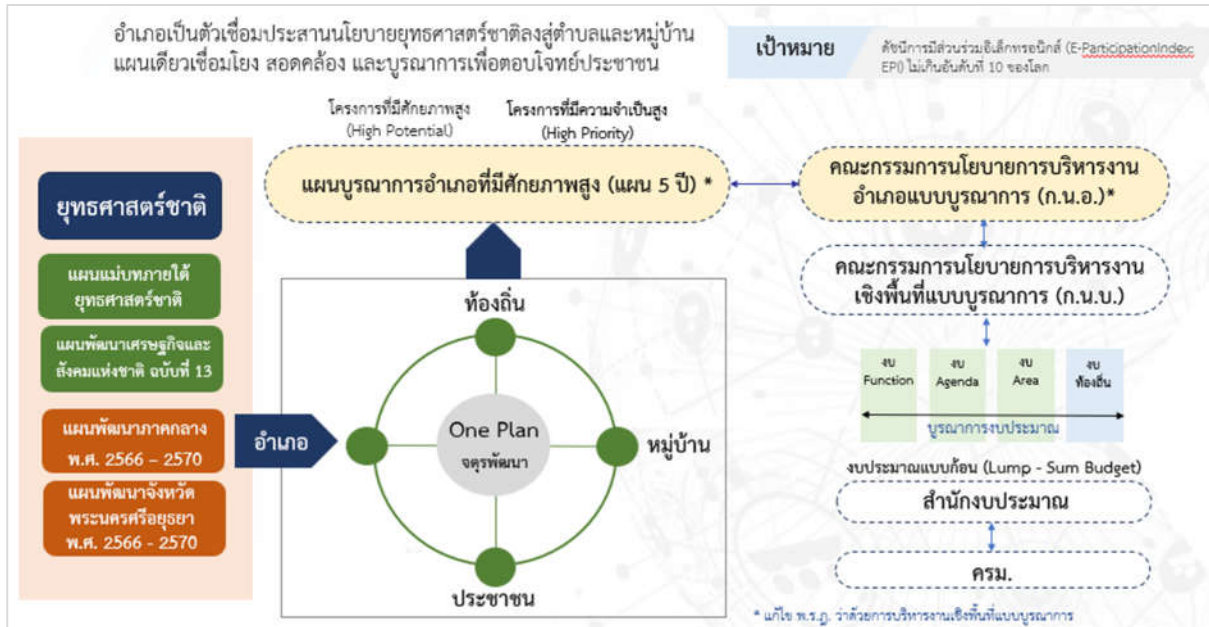 อำเภอเป็นตัวเชื่อมประสานนโยบายยุทธศาสตร์ชาติลงสู่ตำบลและหมู่บ้าน
แผนเดียวเชื่อมโยง สอดคล้อง และบูรณาการเพื่อตอบโจทย์ประชาชน
เป้าหมาย
ดัชนีการมีส่วนร่วมอิเล็กทรอนิกส์ (E-ParticipationIndex:
EPI) ไม่เกินอันดับที่ 10 ของโลก
โครงการที่มีศักยภาพสูง
(High Potential)
โครงการที่มีความจำเป็นสูง
(High Priority)
แผนบูรณาการอำเภอที่มีศักยภาพสูง (แผน 5 ปี) *
คณะกรรมการนโยบายการบริหารงาน
อำเภอแบบบูรณาการ (ก.น.อ.)*
คณะกรรมการนโยบายการบริหารงาน
เชิงพื้นที่แบบบูรณาการ (ก.น.บ.)
ยุทธศาสตร์ชาติ
แผนแม่บทภายใต้
ยุทธศาสตร์ชาติ
แผนพัฒนาเศรษฐกิจและ
สังคมแห่งชาติ ฉบับที่ 13
แผนพัฒนาภาคกลาง
พ.ศ. 2566 – 2570
แผนพัฒนาจังหวัด
พระนครศรีอยุธยา
พ.ศ. 2566 - 2570
อำเภอ
ท้องถิ่น
One Plan
จตุรพัฒนา
หมู่บ้าน
ประชาชน
งบ
Function
งบ
Agenda
งบ
Area
งบ
ท้องถิ่น
บูรณาการงบประมาณ
งบประมาณแบบก้อน (Lump - Sum Budget)
สำนักงบประมาณ
ครม.
* แก้ไข พ.ร.ฎ. ว่าด้วยการบริหารงานเชิงพื้นที่แบบบูรณาการ